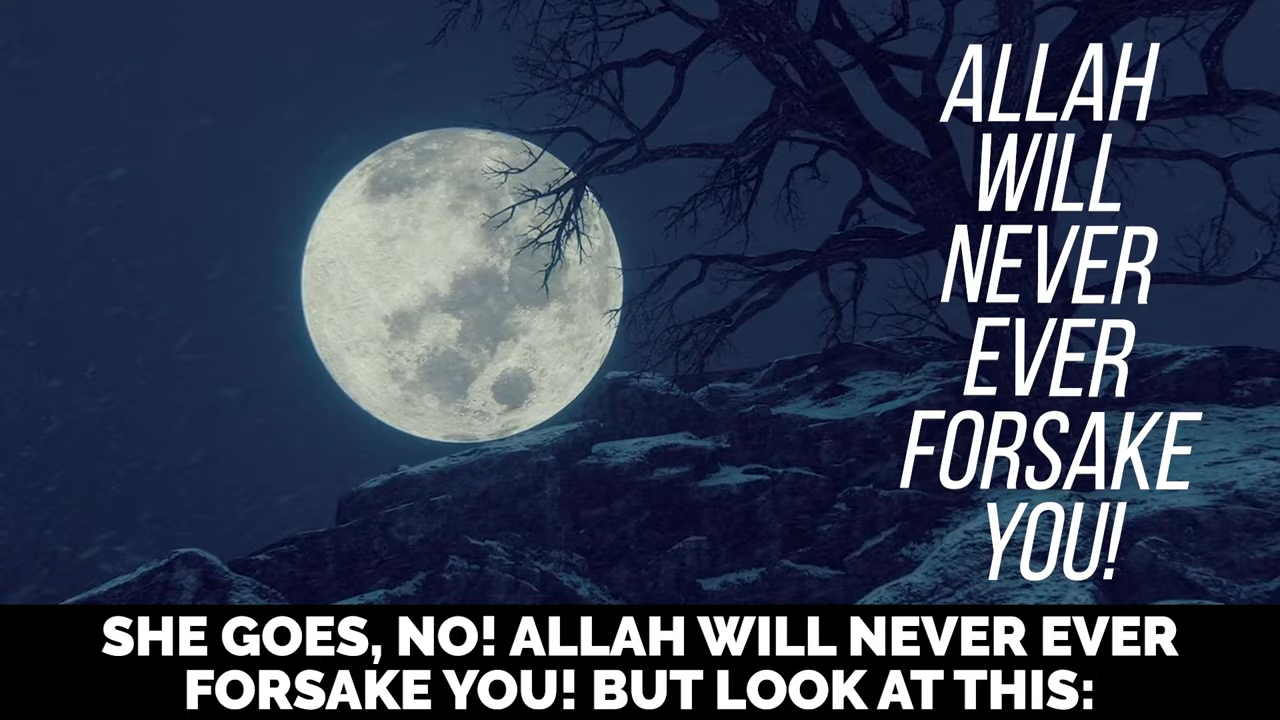 ALLAH
WILL
NEVER
EVER
FORSAKE
YOU!
SHE GOES, NO! ALLAH WILL NEVER EVER
FORSAKE YOU! BUT LOOK AT THIS: